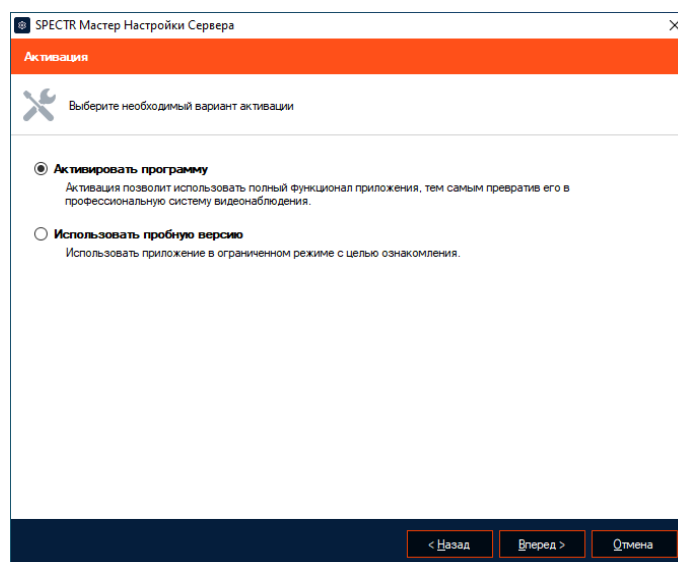 SPECTR Мастер Настройки Сервера
Активация
Выберите необходимый вариант активации
Активировать программу
Активация позволит использовать полный функционал приложения, тем самым превратив его в
профессиональную систему видеонаблюдения.
Использовать пробную версию
Использовать приложение в ограниченном режиме с целью ознакомления.
< Назад Вперед > Отмена